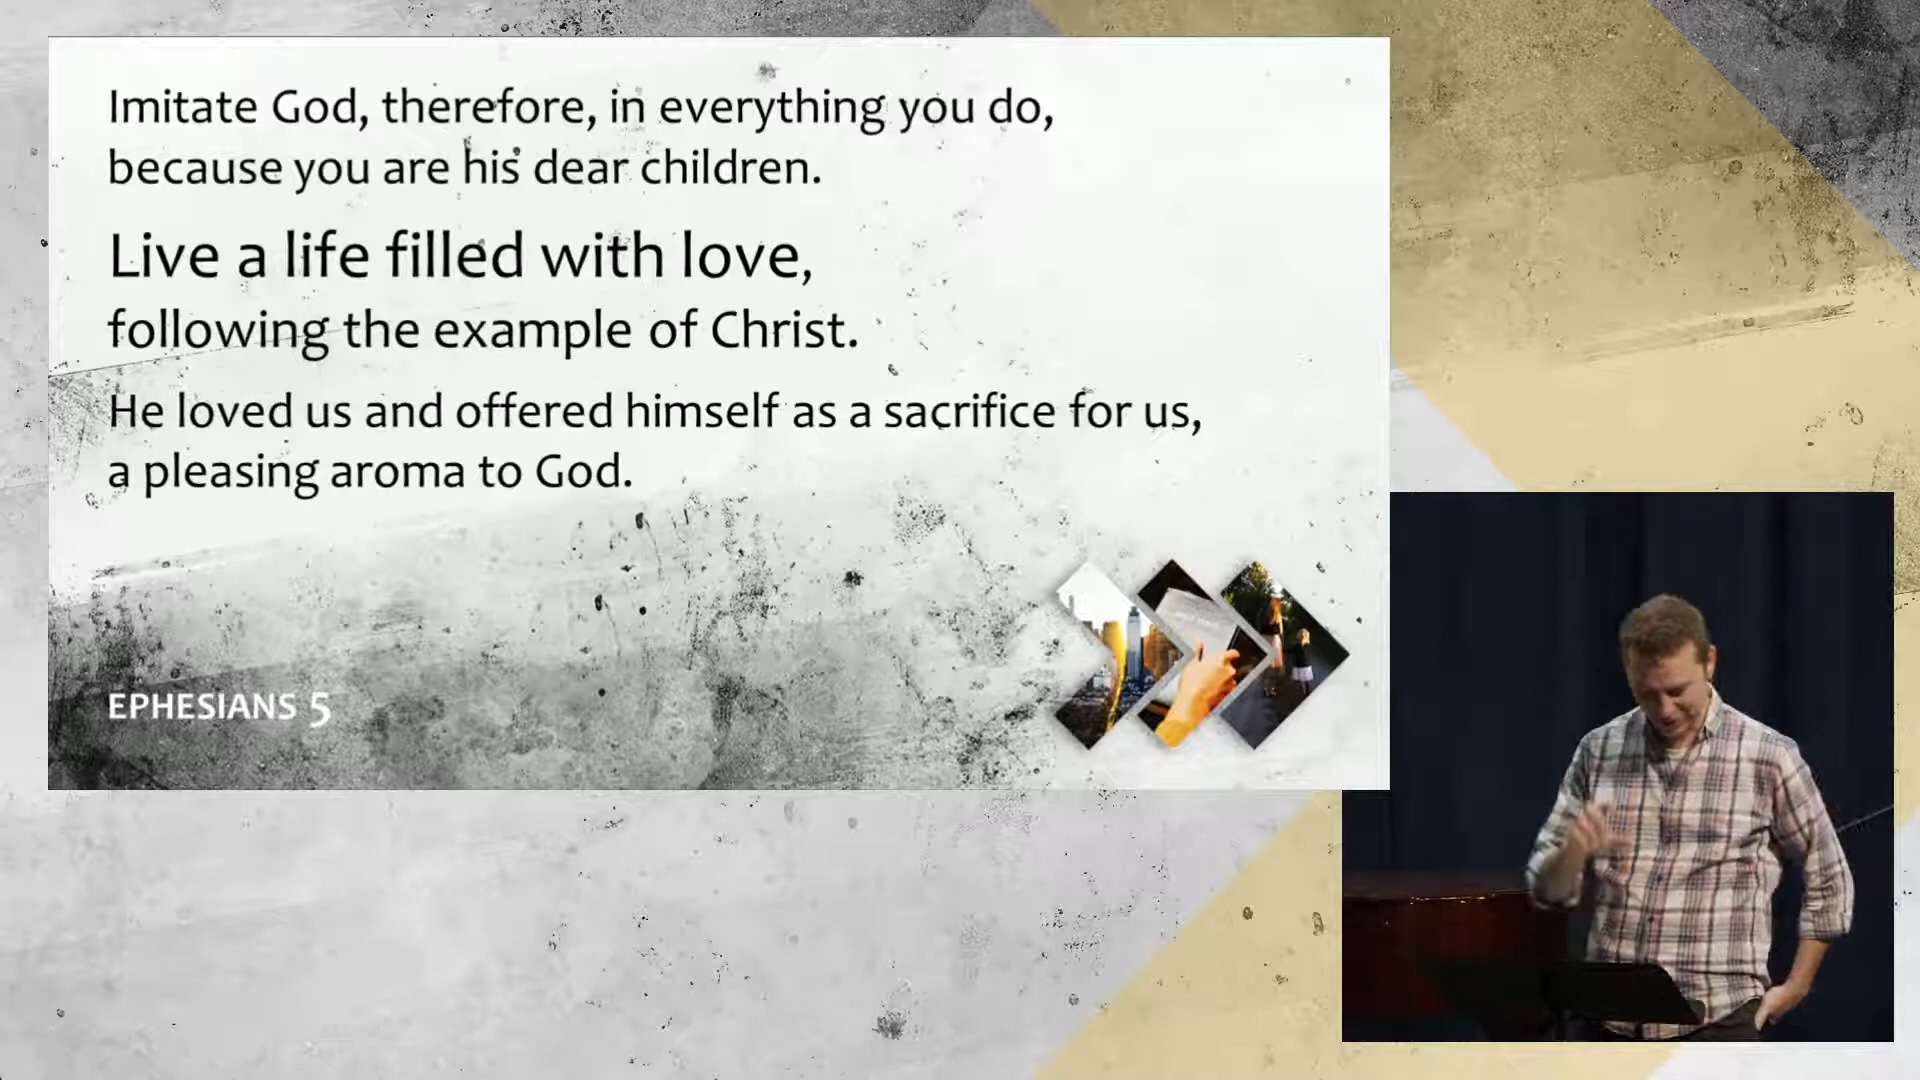 Imitate God, therefore, in everything you do,
because you are his dear children.
Live a life filled with love,
following the example of Christ.
He loved us and offered himself as a sacrifice for us,
a pleasing aroma to God.
EPHESIANS 5